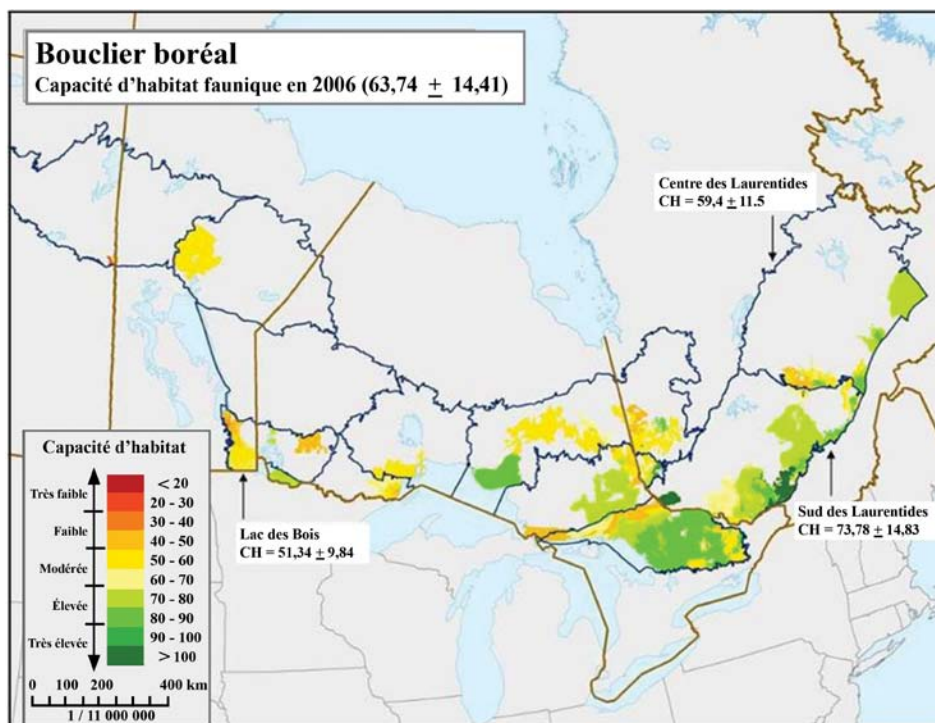 Bouclier boréal
Capacité d'habitat faunique en 2006 (63,74 ± 14,41)
Centre des Laurentides
CH = 59,4 ± 11.5
Lac des Bois
CH = 51,34 ± 9,84
Sud des Laurentides
CH = 73,78 ± 14,83
Capacité d'habitat
Très faible
Faible
Modérée
Élevée
Très élevée
< 20
20 - 30
30 - 40
40 - 50
50 - 60
60 - 70
70 - 80
80 - 90
90 - 100
> 100
0 100 200 400 km
1 / 11 000 000